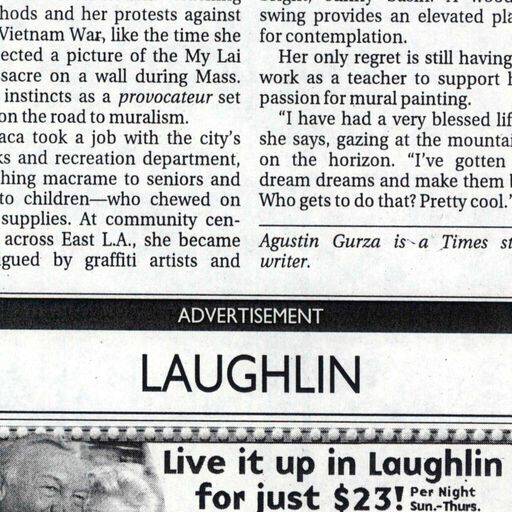 hods and her protests against
Vietnam War, like the time she
ected a picture of the My Lai
sacre on a wall during Mass.
instincts as a provocateur set
on the road to muralism.
aca took a job with the city's
ks and recreation department,
hing macrame to seniors and
to children—who chewed on
supplies. At community cen-
across East L.A., she became
igued by graffiti artists and
swing provides an elevated pla
for contemplation.
Her only regret is still having
work as a teacher to support h
passion for mural painting.
"I have had a very blessed lif
she says, gazing at the mountai
on the horizon. "I've gotten
dream dreams and make them b
Who gets to do that? Pretty cool."
Agustin Gurza is a Times st
writer.
ADVERTISEMENT
LAUGHLIN
Live it up in Laughlin
for just $23! Per Night
Sun.-Thurs.